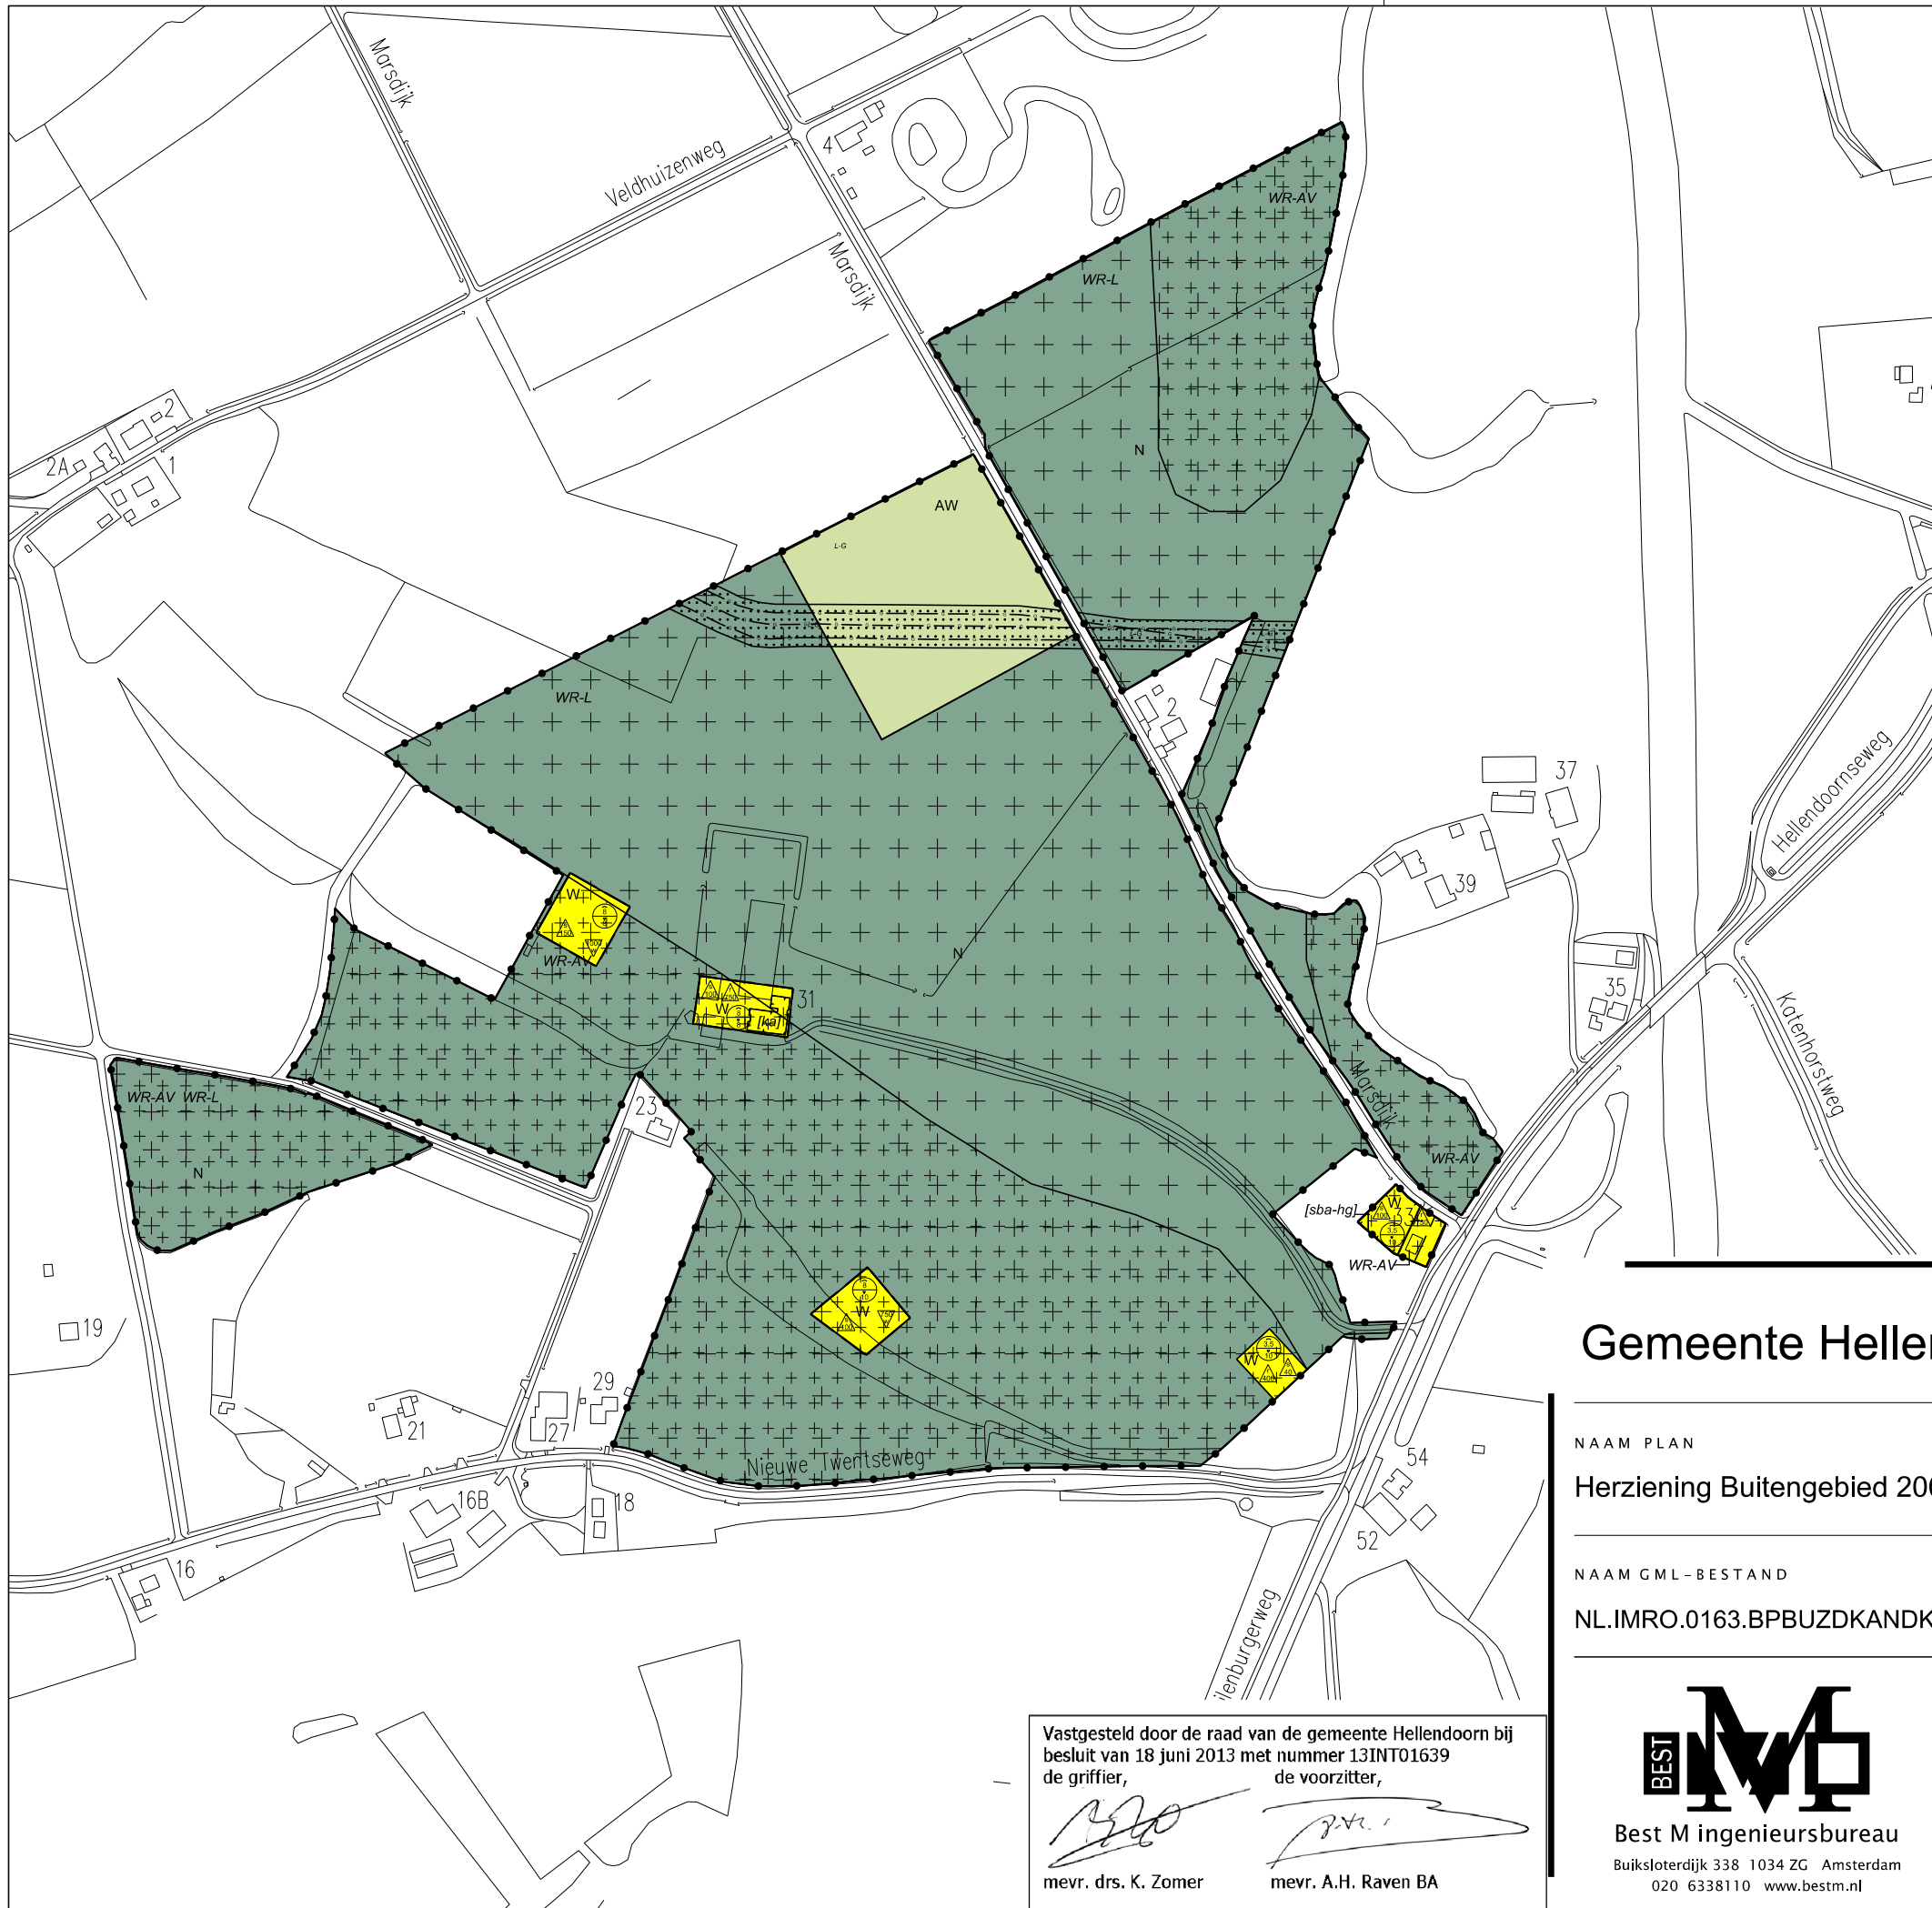 Marsdijk
Veldhuizenweg
4
Marsdijk
WR-AV
WR-L
2
2A
1
N
AW
L-G
WR-L
2
37
Hellendoornseweg
39
W
WR-AV
N
31
W
[ka]
35
Katenhorstweg
Marsdijk
23
WR-AV WR-L
N
WR-AV
[sba-hg]
W
33
WR-AV
W
W
19
29
21
27
Nieuwe Twentseweg
54
16B
18
52
16
ilenburgerweg
Gemeente Heller
NAAM PLAN
Herziening Buitengebied 200
NAAM GML-BESTAND
NL.IMRO.0163.BPBUZDKANDK
Vastgesteld door de raad van de gemeente Hellendoorn bij
besluit van 18 juni 2013 met nummer 13INT01639
de griffier, de voorzitter,
mevr. drs. K. Zomer mevr. A.H. Raven BA
BEST M
Best M ingenieursbureau
Buiksloterdijk 338 1034 ZG Amsterdam
020 6338110 www.bestm.nl